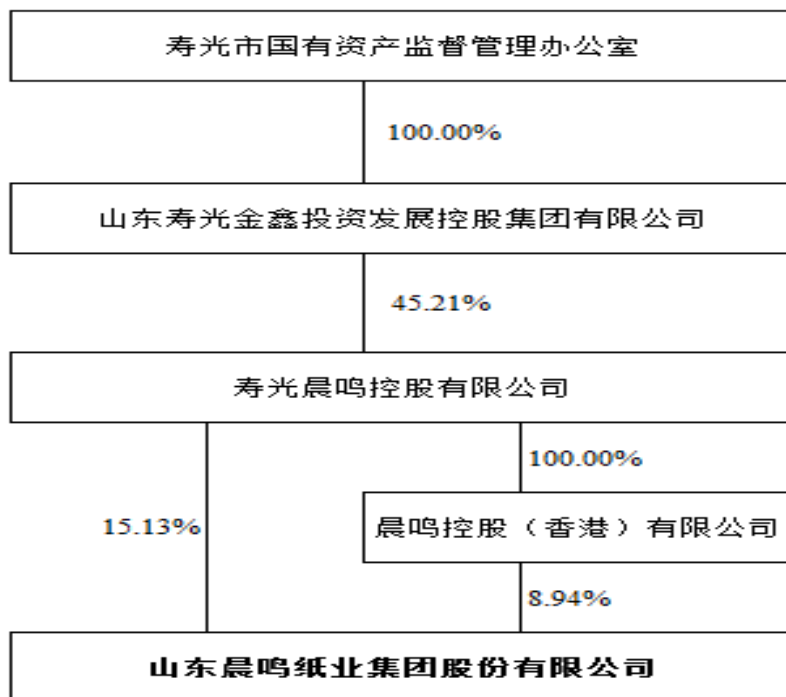 寿光市国有资产监督管理办公室
100.00%
山东寿光金鑫投资发展控股集团有限公司
45.21%
寿光晨鸣控股有限公司
100.00%
15.13%
晨鸣控股（香港）有限公司
8.94%
山东晨鸣纸业集团股份有限公司